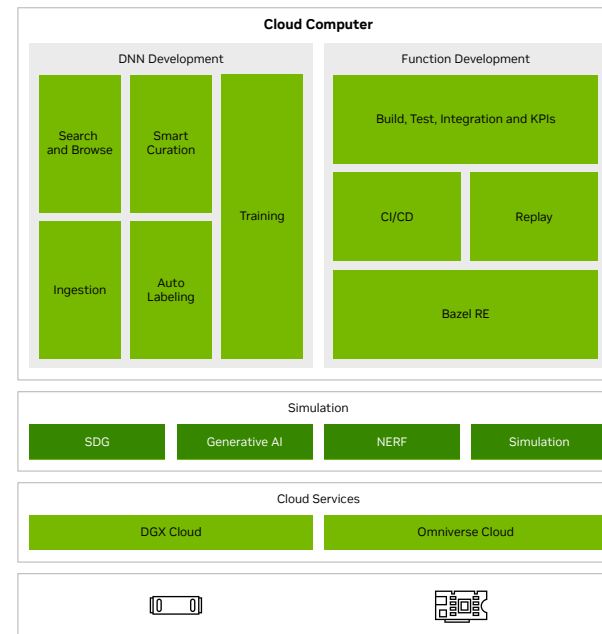 Cloud Computer
DNN Development
Search
and Browse
Smart
Curation
Training
Ingestion
Auto
Labeling
Function Development
Build, Test, Integration and KPIs
CI/CD
Replay
Bazel RE
Simulation
SDG
Generative AI
NERF
Simulation
Cloud Services
DGX Cloud
Omniverse Cloud